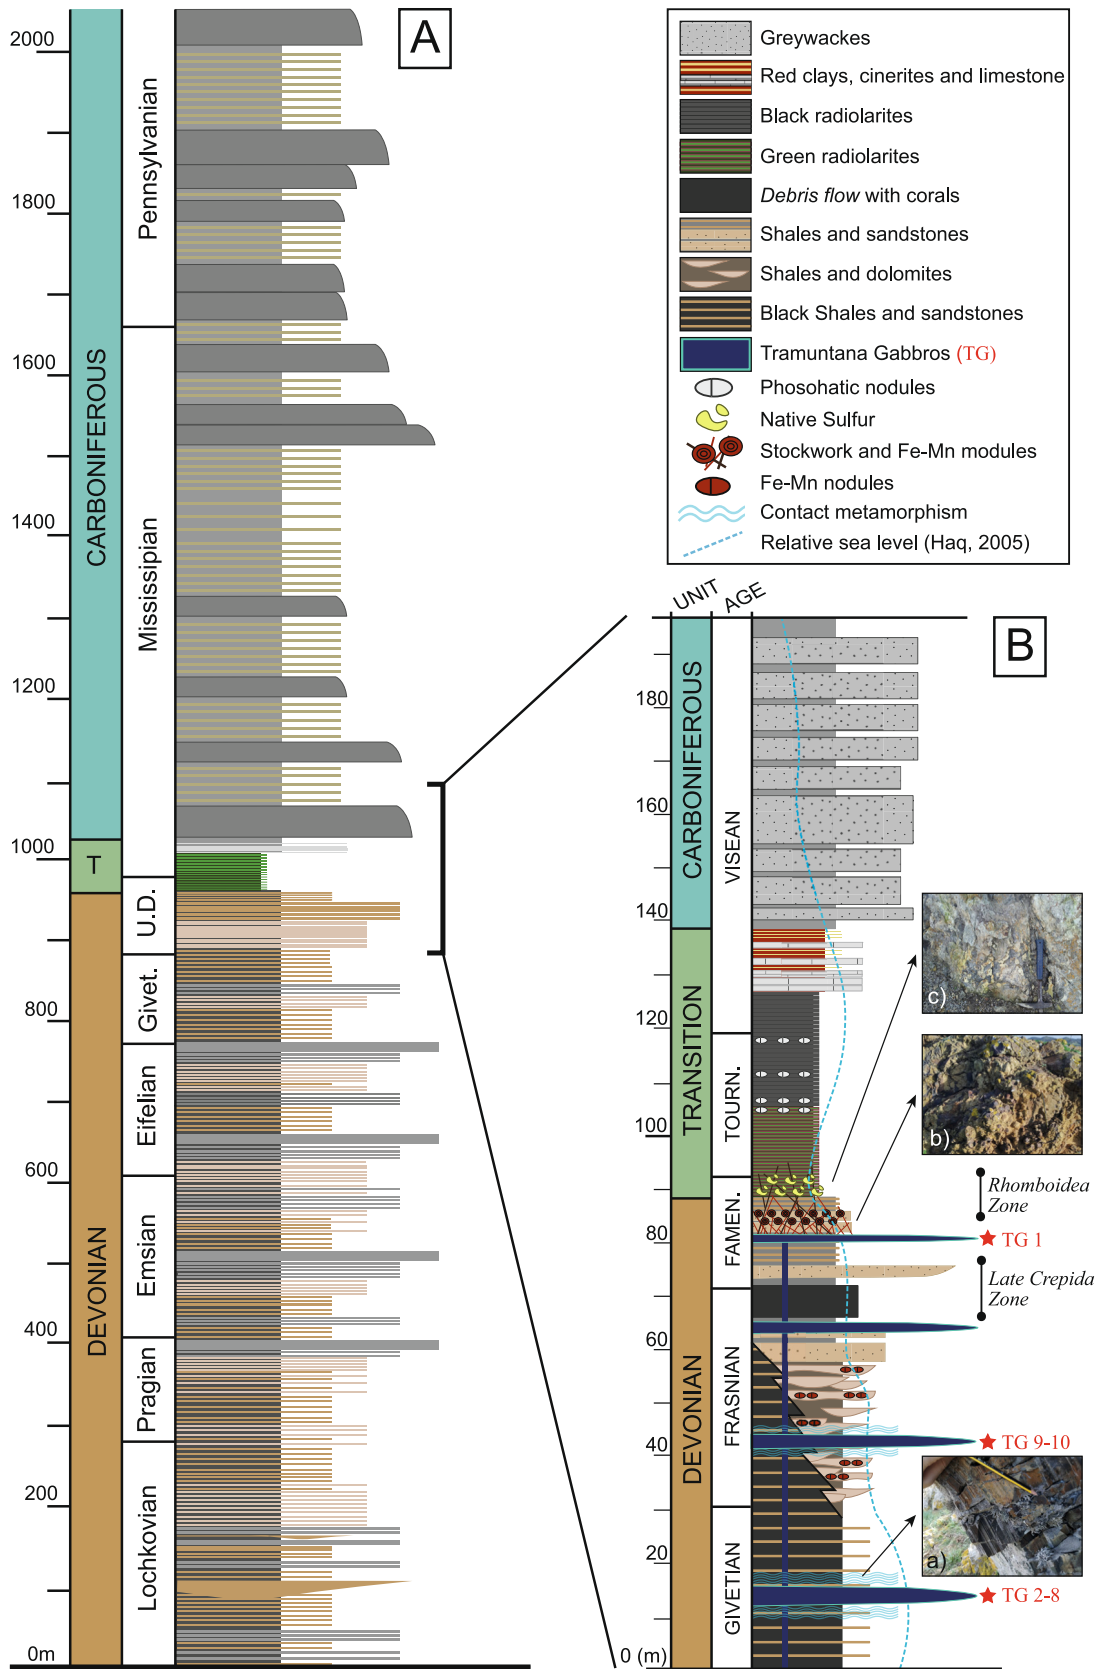 A
2000
1800
1600
1400
1200
1000
800
600
400
200
0m
CARBONIFEROUS
T
DEVONIAN
Pennsylvanian
Mississipian
U.D.
Givet.
Eifelian
Emsian
Pragian
Lochkovian
Greywackes
Red clays, cinerites and limestone
Black radiolarites
Green radiolarites
Debris flow with corals
Shales and sandstones
Shales and dolomites
Black Shales and sandstones
Tramuntana Gabbros (TG)
Phosohatic nodules
Native Sulfur
Stockwork and Fe-Mn modules
Fe-Mn nodules
Contact metamorphism
Relative sea level (Haq, 2005)
UNIT
AGE
B
180
160
140
120
100
80
60
40
20
0 (m)
CARBONIFEROUS
TRANSITION
DEVONIAN
VISEAN
TOURN.
FAMEN.
FRASNIAN
GIVETIAN
c)
b)
Rhomboidea
Zone
TG 1
Late Crepida
Zone
TG 9-10
a)
TG 2-8